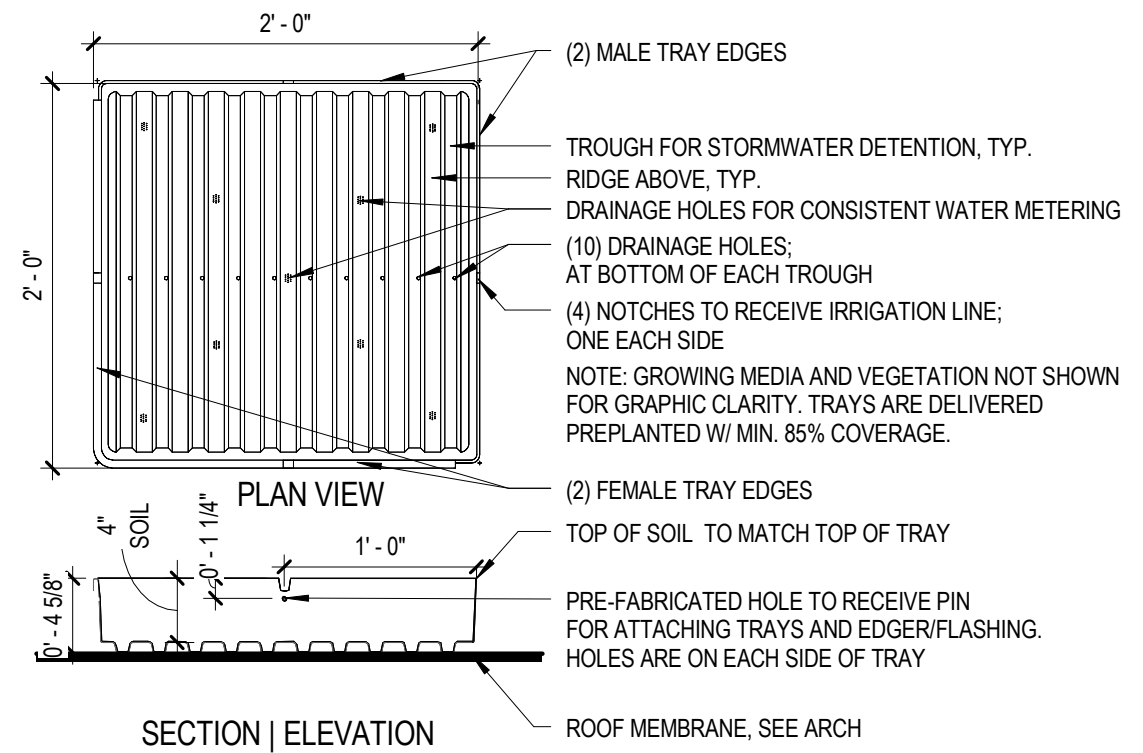 2' - 0"
2' - 0"
(2) MALE TRAY EDGES
TROUGH FOR STORMWATER DETENTION, TYP.
RIDGE ABOVE, TYP.
DRAINAGE HOLES FOR CONSISTENT WATER METERING
(10) DRAINAGE HOLES;
AT BOTTOM OF EACH TROUGH
(4) NOTCHES TO RECEIVE IRRIGATION LINE;
ONE EACH SIDE
NOTE: GROWING MEDIA AND VEGETATION NOT SHOWN
FOR GRAPHIC CLARITY. TRAYS ARE DELIVERED
PREPLANTED W/ MIN. 85% COVERAGE.
(2) FEMALE TRAY EDGES
PLAN VIEW
4"
SOIL
0' - 1 1/4"
1' - 0"
0' - 4 5/8"
TOP OF SOIL TO MATCH TOP OF TRAY
PRE-FABRICATED HOLE TO RECEIVE PIN
FOR ATTACHING TRAYS AND EDGER/FLASHING.
HOLES ARE ON EACH SIDE OF TRAY
ROOF MEMBRANE, SEE ARCH
SECTION | ELEVATION